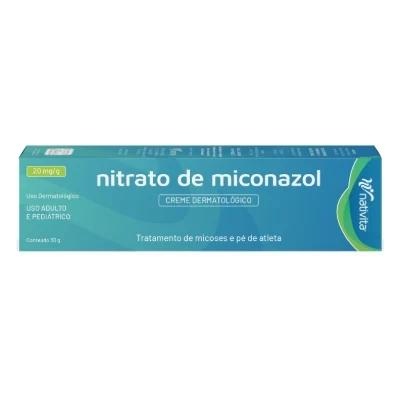 20 mg/g
Uso Dermatológico
USO ADULTO
E PEDIÁTRICO
Conteúdo 30 g
nitrato de miconazol
CREME DERMATOLÓGICO
Tratamento de micoses e pé de atleta
nativita